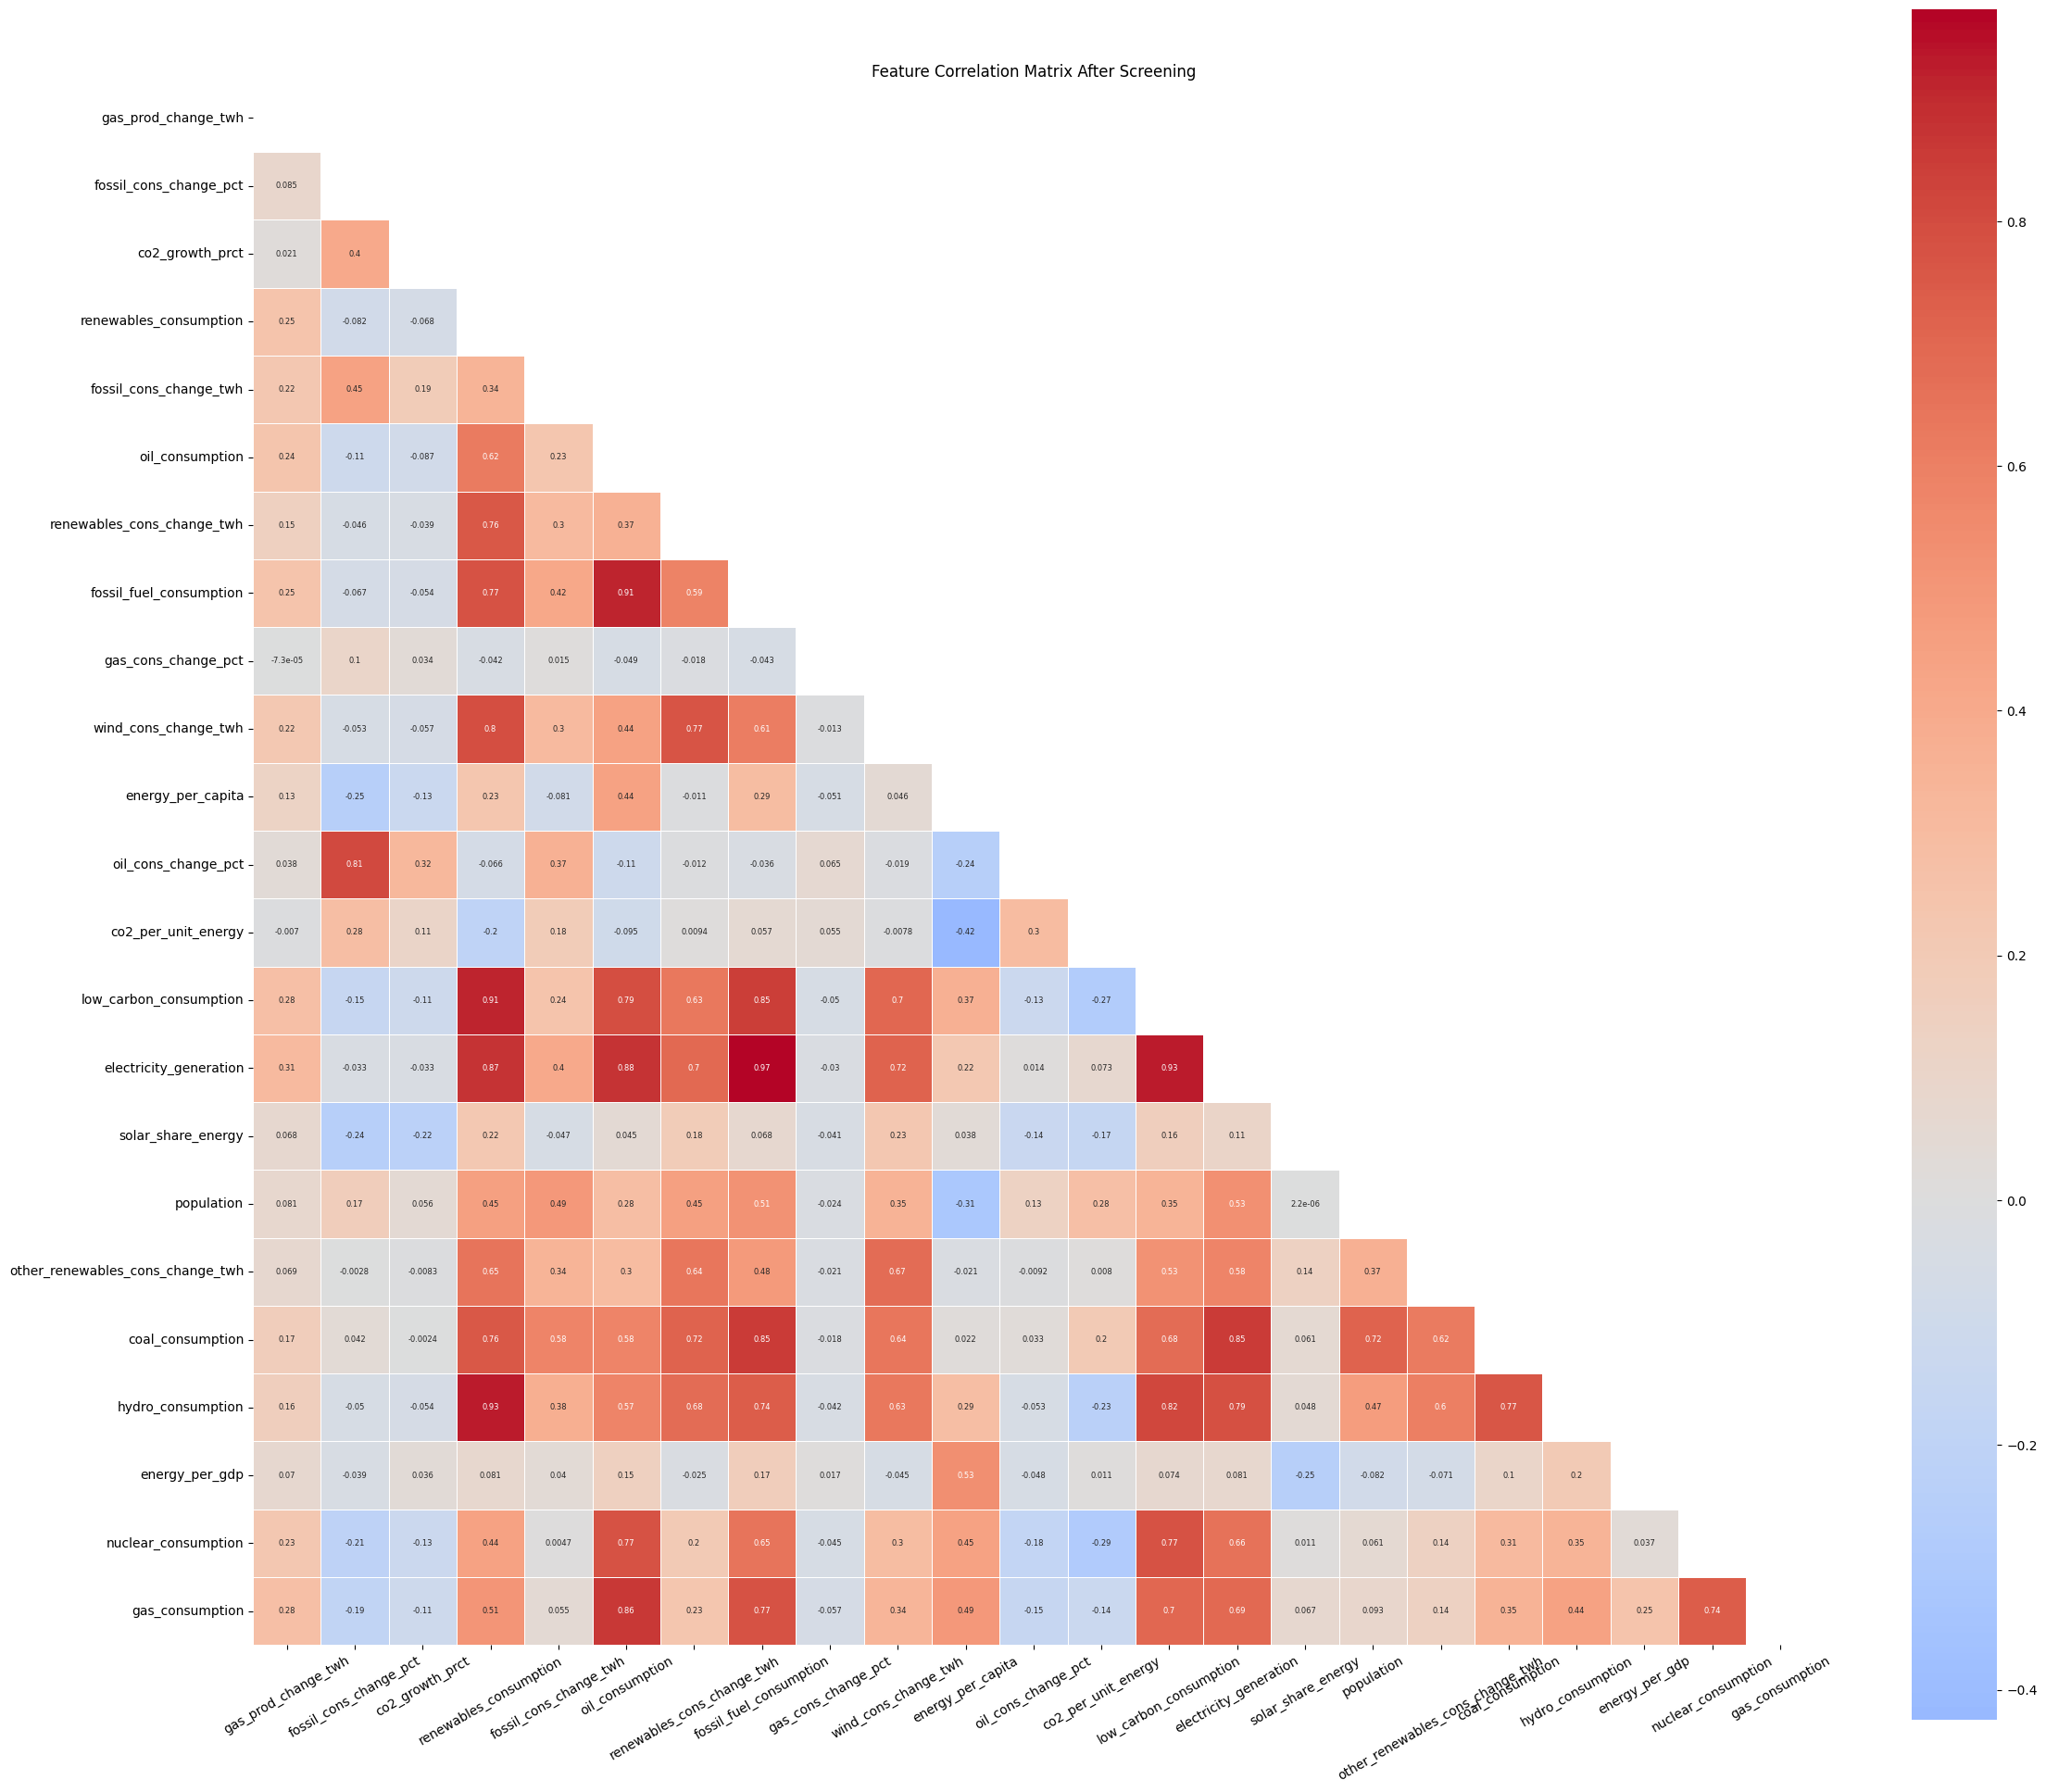 Feature Correlation Matrix After Screening
gas_prod_change_twh
fossil_cons_change_pct 0.085
co2_growth_prct 0.021 0.4
renewables_consumption 0.25 -0.082 -0.068
fossil_cons_change_twh 0.22 0.45 0.19 0.34
oil_consumption 0.24 -0.11 -0.087 0.62 0.23
renewables_cons_change_twh 0.15 -0.046 -0.039 0.76 0.3 0.37
fossil_fuel_consumption 0.25 -0.067 -0.054 0.77 0.42 0.91 0.59
gas_cons_change_pct -7.3e-05 0.1 0.034 -0.042 0.015 -0.049 -0.018 -0.043
wind_cons_change_twh 0.22 -0.053 -0.057 0.8 0.3 0.44 0.77 0.61 -0.013
energy_per_capita 0.13 -0.25 -0.13 0.23 -0.081 0.44 -0.011 0.29 -0.051 0.046
oil_cons_change_pct 0.038 0.81 0.32 -0.066 0.37 -0.11 -0.012 -0.036 0.065 -0.019 -0.24
co2_per_unit_energy -0.007 0.28 0.11 -0.2 0.18 -0.095 0.0094 0.057 0.055 -0.0078 -0.42 0.3
low_carbon_consumption 0.28 -0.15 -0.11 0.91 0.24 0.79 0.63 0.85 -0.05 0.7 0.37 -0.13 -0.27
electricity_generation 0.31 -0.033 -0.033 0.87 0.4 0.88 0.7 0.97 -0.03 0.72 0.22 0.014 0.073 0.93
solar_share_energy 0.068 -0.24 -0.22 0.22 -0.047 0.045 0.18 0.068 -0.041 0.23 0.038 -0.14 -0.17 0.16 0.11
population 0.081 0.17 0.056 0.45 0.49 0.28 0.45 0.51 -0.024 0.35 -0.31 0.13 0.28 0.35 0.53 2.2e-06
other_renewables_cons_change_twh 0.069 -0.0028 -0.0083 0.65 0.34 0.3 0.64 0.48 -0.021 0.67 -0.021 -0.0092 0.008 0.53 0.58 0.14 0.37
coal_consumption 0.17 0.042 -0.0024 0.76 0.58 0.58 0.72 0.85 -0.018 0.64 0.022 0.033 0.2 0.68 0.85 0.061 0.72 0.62
hydro_consumption 0.16 -0.05 -0.054 0.93 0.38 0.57 0.68 0.74 -0.042 0.63 0.29 -0.053 -0.23 0.82 0.79 0.048 0.47 0.6 0.77
energy_per_gdp 0.07 -0.039 0.036 0.081 0.04 0.15 -0.025 0.17 0.017 -0.045 0.53 -0.048 0.011 0.074 0.081 -0.25 -0.082 -0.071 0.1 0.2
nuclear_consumption 0.23 -0.21 -0.13 0.44 0.0047 0.77 0.2 0.65 -0.045 0.3 0.45 -0.18 -0.29 0.77 0.66 0.011 0.061 0.14 0.31 0.35 0.037
gas_consumption 0.28 -0.19 -0.11 0.51 0.055 0.86 0.23 0.77 -0.057 0.34 0.49 -0.15 -0.14 0.7 0.69 0.067 0.093 0.14 0.35 0.44 0.25 0.74
gas_prod_change_twh
fossil_cons_change_pct
co2_growth_prct
renewables_consumption
fossil_cons_change_twh
oil_consumption
renewables_cons_change_twh
fossil_fuel_consumption
gas_cons_change_pct
wind_cons_change_twh
energy_per_capita
oil_cons_change_pct
co2_per_unit_energy
low_carbon_consumption
electricity_generation
solar_share_energy
population
other_renewables_cons_change_twh
coal_consumption
hydro_consumption
energy_per_gdp
nuclear_consumption
gas_consumption
0.8
0.6
0.4
0.2
0.0
−0.2
−0.4